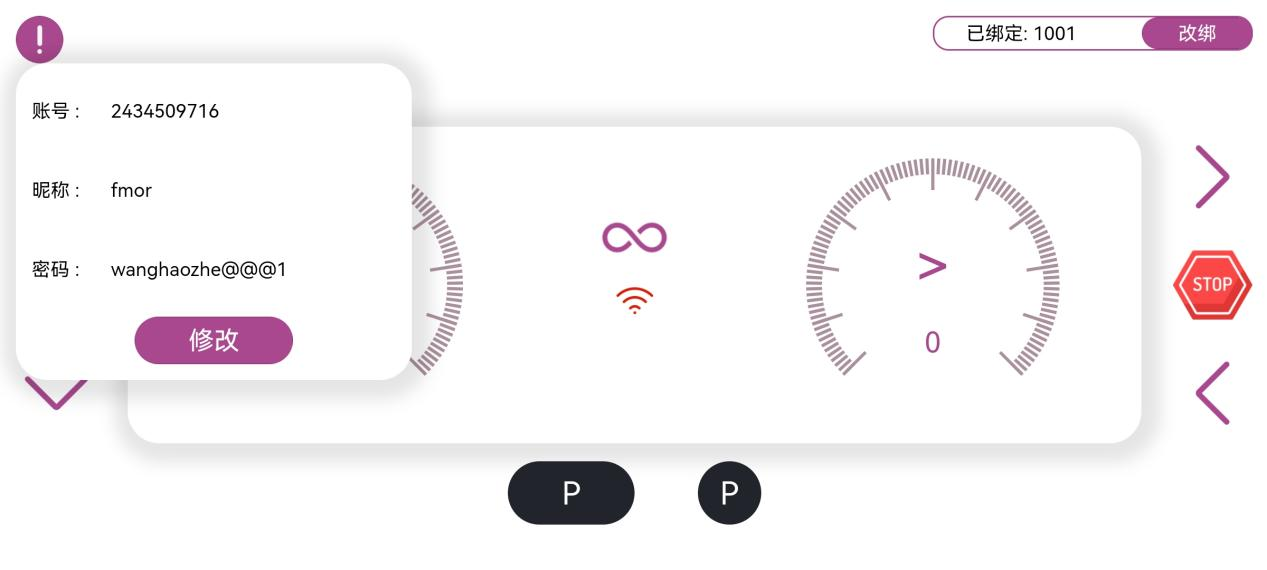 已绑定: 1001
改绑
账号 :
2434509716
昵称 :
fmor
密码 :
wanghaozhe@@@1
修改
>
0
STOP
P
P